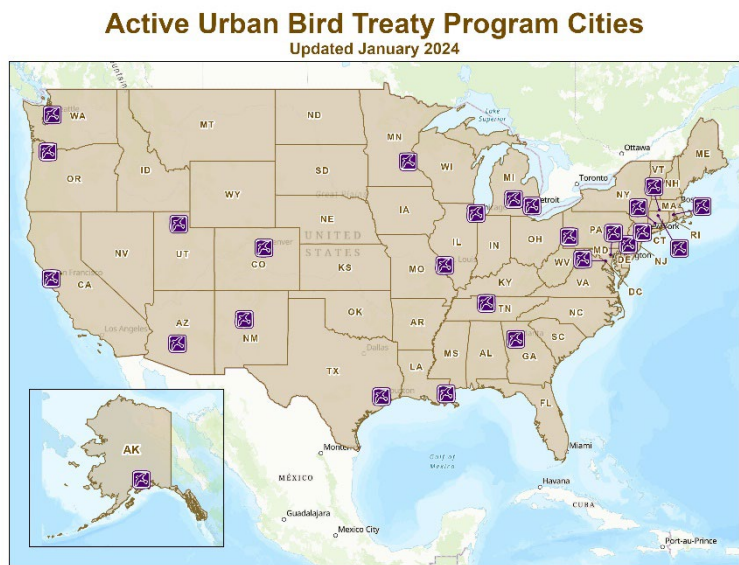 Active Urban Bird Treaty Program Cities
Updated January 2024
Lake
Superior
WA
MT
ND
MN
Ottawa
ME
OR
ID
SD
WI
MI
Toronto
VT
NH
WY
NY
MA
IA
RI
NE
PA
CT
NV
UT
UNITED
STATES
CO
IL
IN
OH
MD
DE
NJ
CA
KS
MO
WV
VA
DC
KY
AZ
NM
OK
AR
TN
NC
SC
Los Angeles
Dallas
MS
AL
GA
TX
LA
FL
Miami
AK
Gulf of
Mexico
Havana
MÉXICO
CUBA
Guadalajara
Mexico City
Port-au-Prince